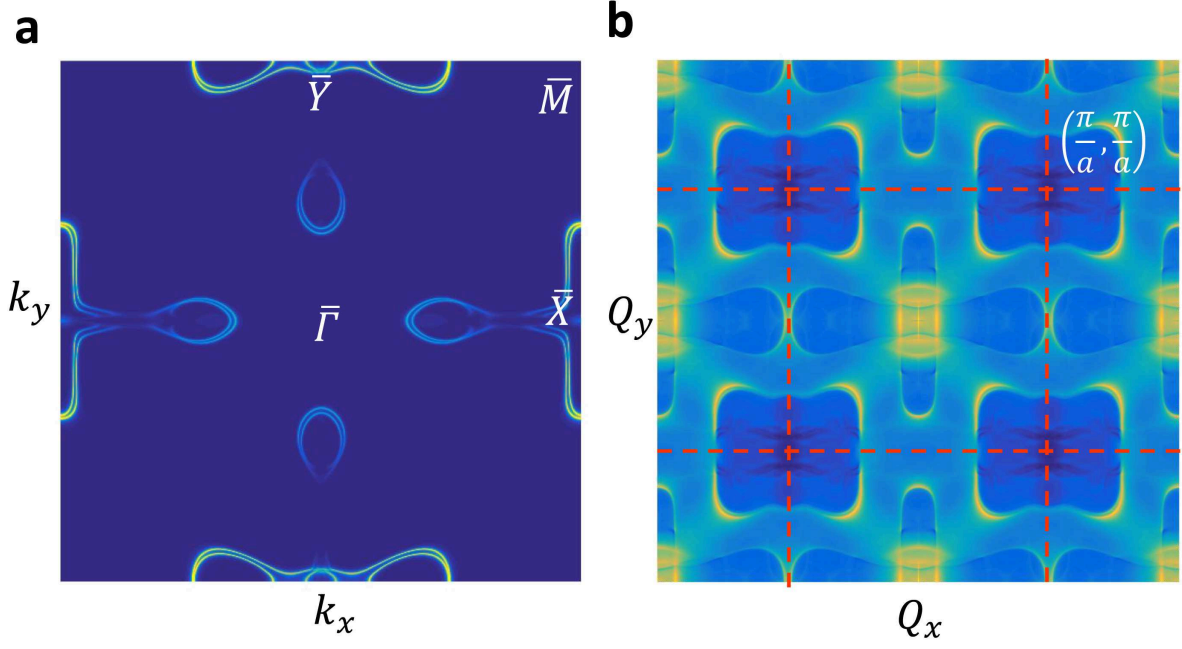 a
b
Y̅
M̅
(π/a, π/a)
k_y
Γ̅
X̅
Q_y
k_x
Q_x